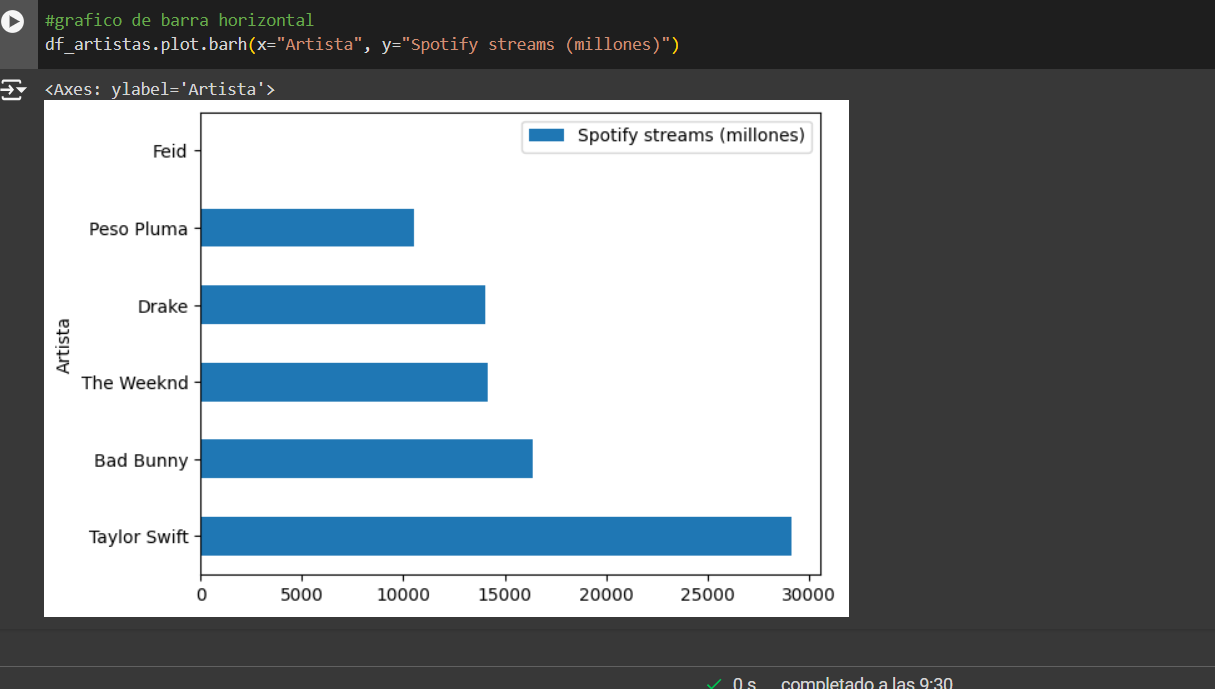 #grafico de barra horizontal
df_artistas.plot.barh(x="Artista", y="Spotify streams (millones)")
<Axes: ylabel='Artista'>
Spotify streams (millones)
Feid
Peso Pluma
Drake
The Weeknd
Bad Bunny
Taylor Swift
Artista
0 5000 10000 15000 20000 25000 30000
0 s completado a las 9:30